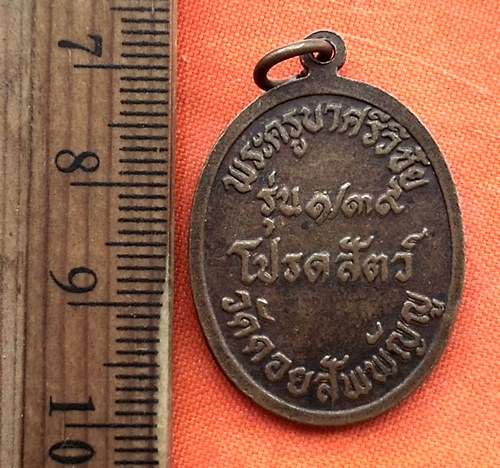 7
8
9
10
พระครูบาศรีวิชัย
รุ่น ๑/๓๙
โปรดสัตว์
วัดดอยสัพพัญญู